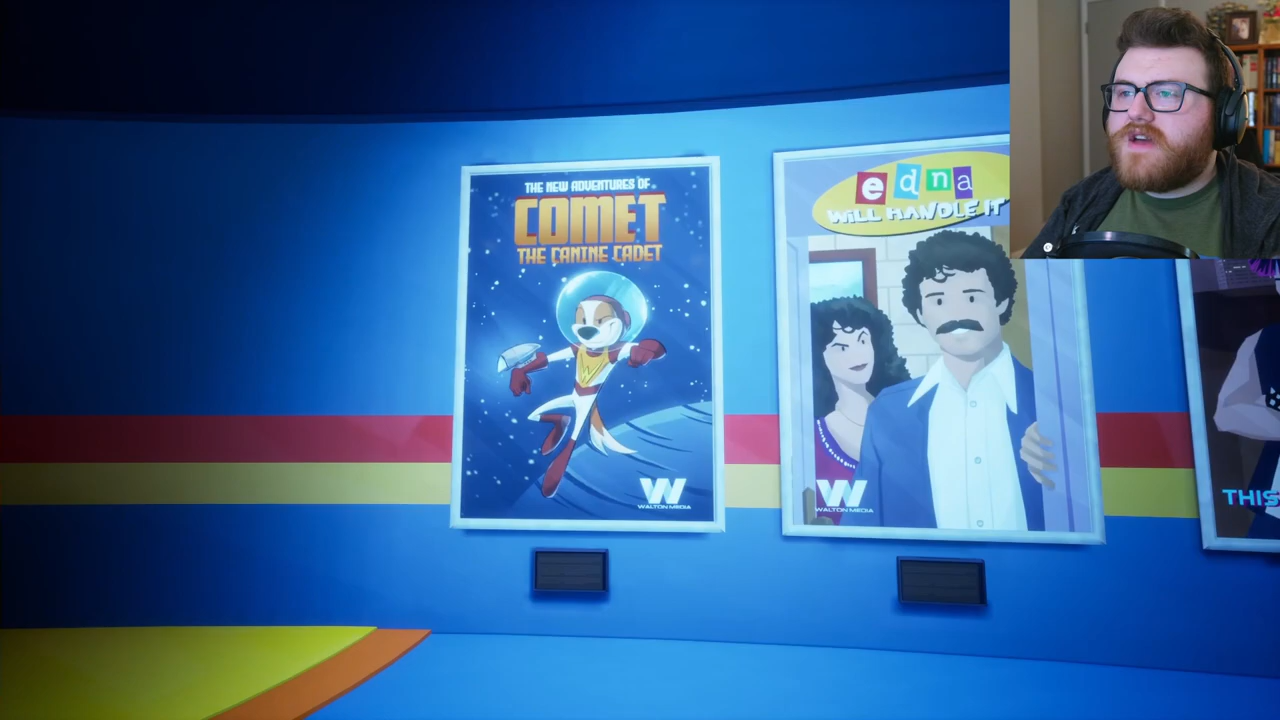 THE NEW ADVENTURES OF
COMET
THE CANINE CADET
W
W
WALTON MEDIA
edna
WILL HANDLE IT
W
WALTON MEDIA
THIS